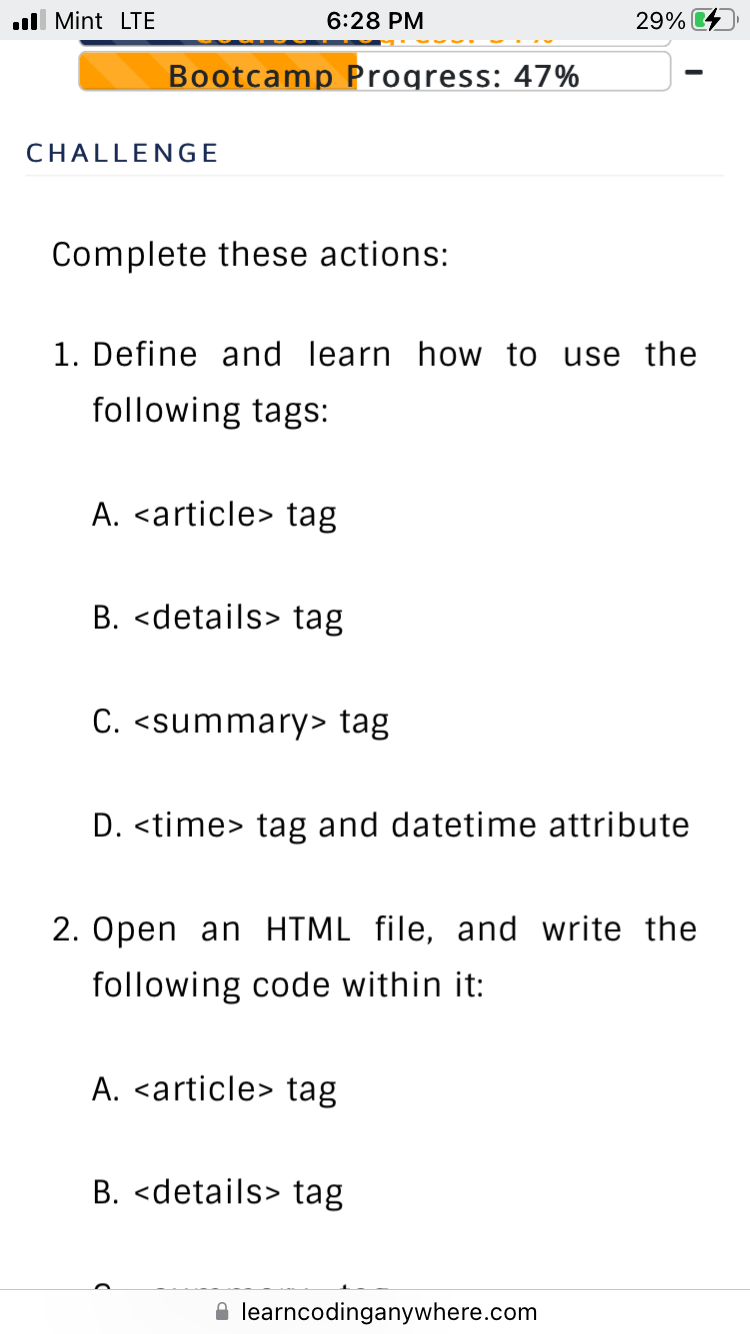 Mint LTE 6:28 PM 29%
Bootcamp Progress: 47%
CHALLENGE
Complete these actions:
1. Define and learn how to use the
following tags:
A. <article> tag
B. <details> tag
C. <summary> tag
D. <time> tag and datetime attribute
2. Open an HTML file, and write the
following code within it:
A. <article> tag
B. <details> tag
learncodinganywhere.com